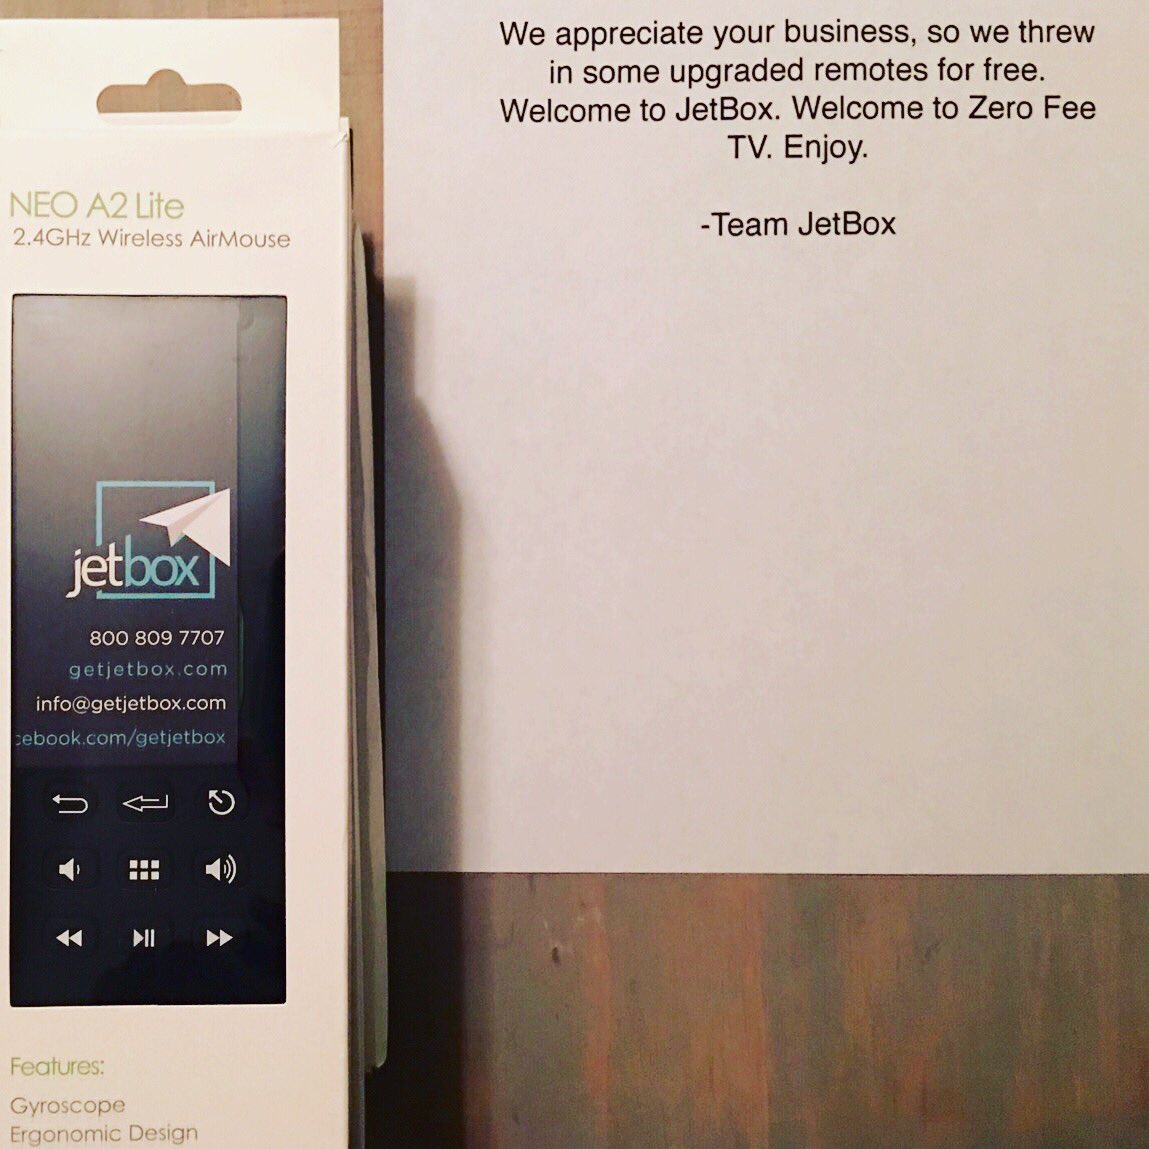 NEO A2 Lite
2.4GHz Wireless AirMouse
jetbox
800 809 7707
getjetbox.com
info@getjetbox.com
cebook.com/getjetbox
Features:
Gyroscope
Ergonomic Design
We appreciate your business, so we threw
in some upgraded remotes for free.
Welcome to JetBox. Welcome to Zero Fee
TV. Enjoy.
-Team JetBox